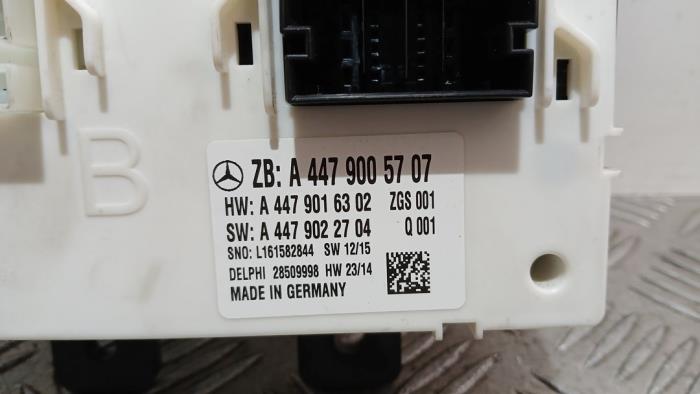 B
ZB: A 447 900 57 07
HW: A 447 901 63 02 ZGS 001
SW: A 447 902 27 04 Q 001
SNO: L161582844 SW 12/15
DELPHI 28509998 HW 23/14
MADE IN GERMANY